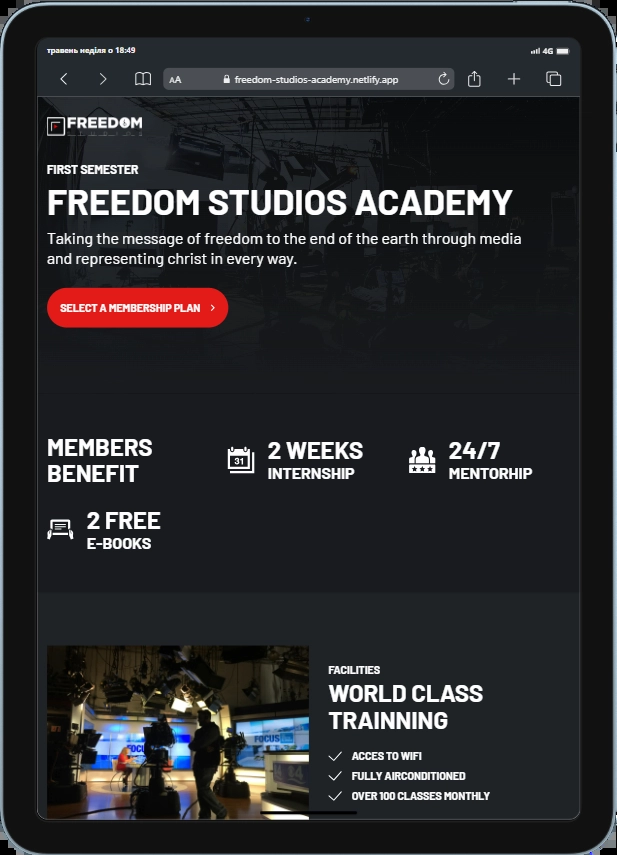 травень неділя о 18:49
4G
AA
freedom-studios-academy.netlify.app
FREEDOM
FIRST SEMESTER
FREEDOM STUDIOS ACADEMY
Taking the message of freedom to the end of the earth through media
and representing christ in every way.
SELECT A MEMBERSHIP PLAN
MEMBERS
BENEFIT
31
2 WEEKS
INTERNSHIP
24/7
MENTORHIP
2 FREE
E-BOOKS
FOCUS
FACILITIES
WORLD CLASS
TRAINNING
ACCES TO WIFI
FULLY AIRCONDITIONED
OVER 100 CLASSES MONTHLY